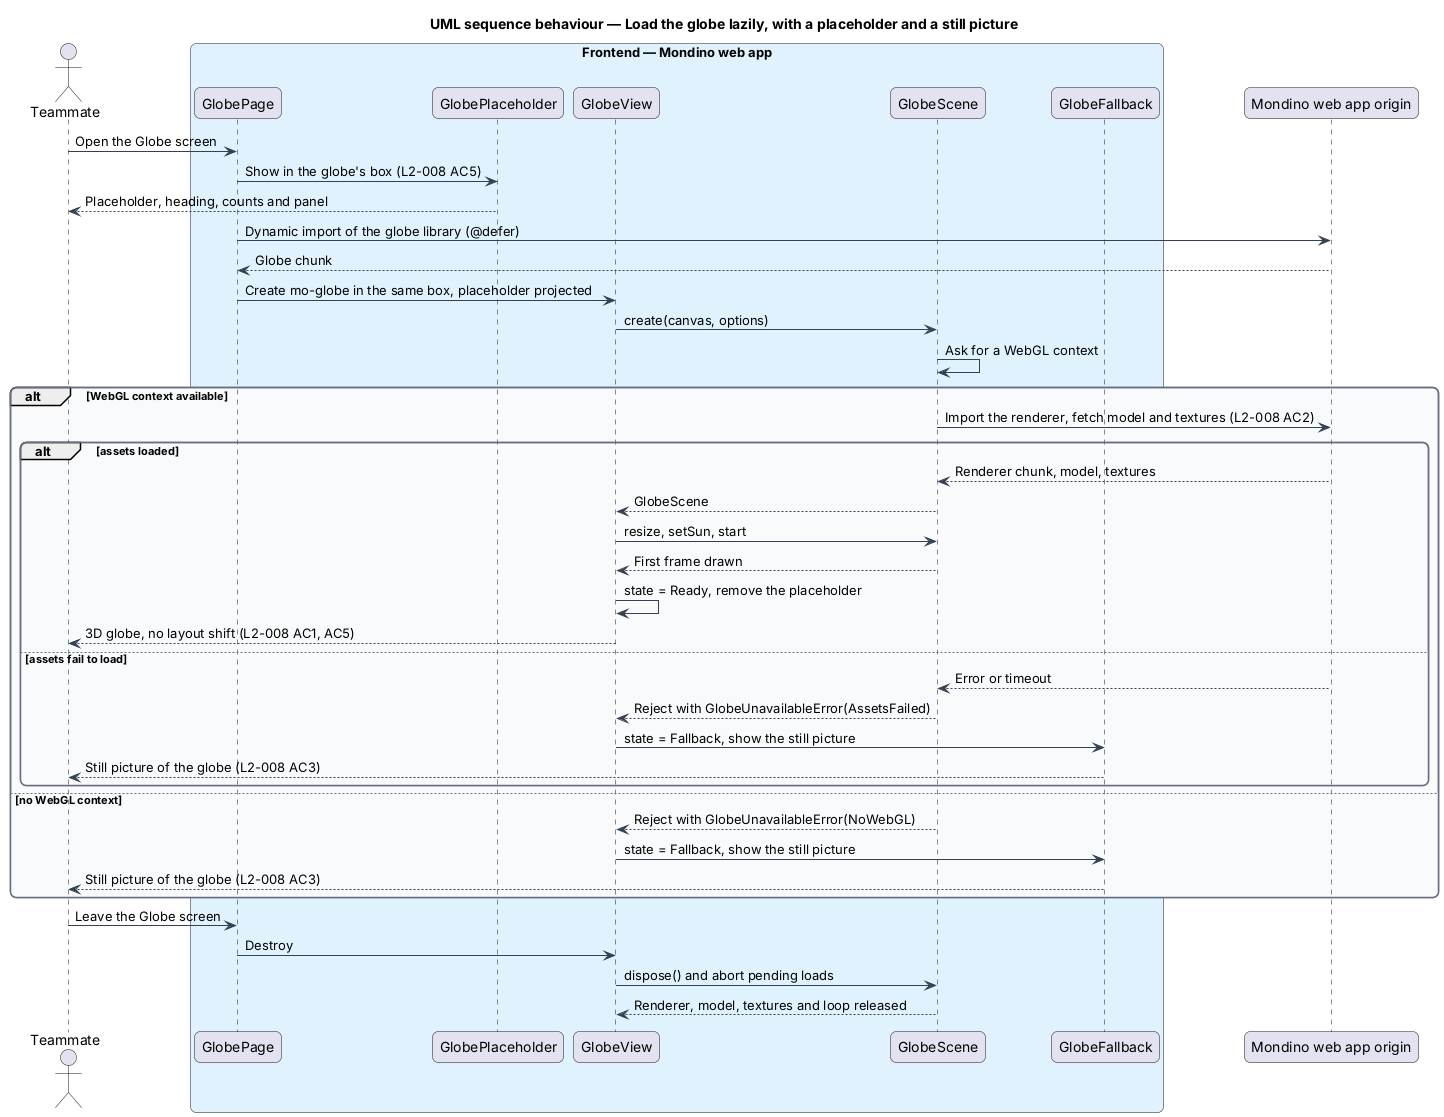 UML sequence behaviour — Load the globe lazily, with a placeholder and a still picture
Frontend — Mondino web app
Teammate
GlobePage
GlobePlaceholder
GlobeView
GlobeScene
GlobeFallback
Mondino web app origin
Open the Globe screen
Show in the globe's box (L2-008 AC5)
Placeholder, heading, counts and panel
Dynamic import of the globe library (@defer)
Globe chunk
Create mo-globe in the same box, placeholder projected
create(canvas, options)
Ask for a WebGL context
alt [WebGL context available]
Import the renderer, fetch model and textures (L2-008 AC2)
alt [assets loaded]
Renderer chunk, model, textures
GlobeScene
resize, setSun, start
First frame drawn
state = Ready, remove the placeholder
3D globe, no layout shift (L2-008 AC1, AC5)
[assets fail to load]
Error or timeout
Reject with GlobeUnavailableError(AssetsFailed)
state = Fallback, show the still picture
Still picture of the globe (L2-008 AC3)
[no WebGL context]
Reject with GlobeUnavailableError(NoWebGL)
state = Fallback, show the still picture
Still picture of the globe (L2-008 AC3)
Leave the Globe screen
Destroy
dispose() and abort pending loads
Renderer, model, textures and loop released
Teammate
GlobePage
GlobePlaceholder
GlobeView
GlobeScene
GlobeFallback
Mondino web app origin